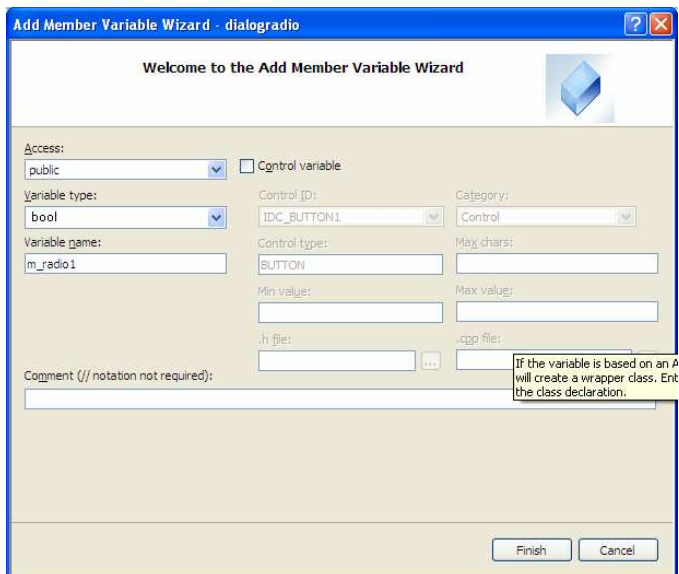 Add Member Variable Wizard - dialogradio
Welcome to the Add Member Variable Wizard
Access:
public
Control variable
Variable type:
Control ID:
Category:
bool
IDC_BUTTON1
Control
Variable name:
Control type:
Max chars:
m_radio1
BUTTON
Min value:
Max value:
.h file:
.cpp file:
...
If the variable is based on an A
will create a wrapper class. Ent
the class declaration.
Comment (// notation not required):
Finish
Cancel